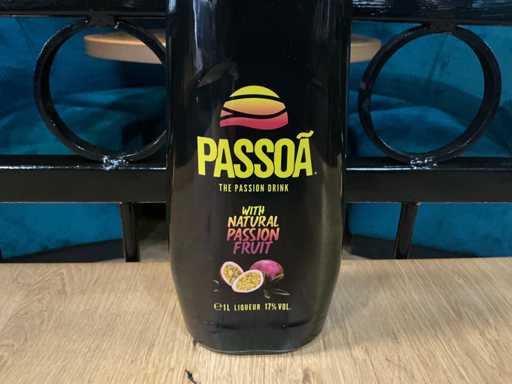 PASSOÃ
THE PASSION DRINK
WITH
NATURAL
PASSION
FRUIT
℮1L LIQUEUR 17% VOL.